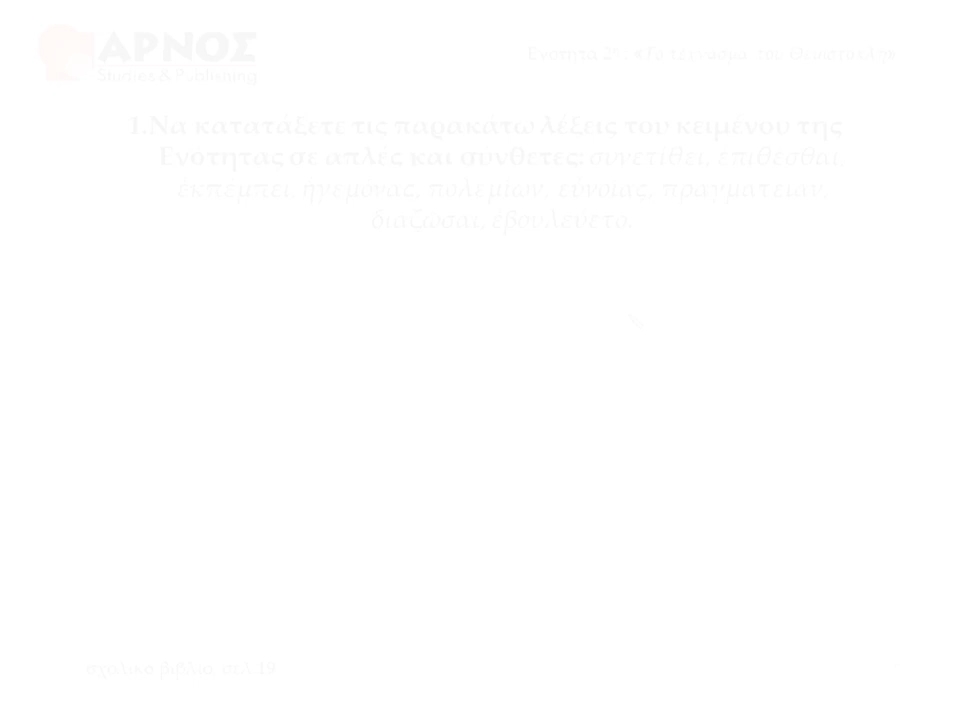 ΑΡΝΟΣ
Studies & Publishing
Ενότητα 2η: «Το τέχνασμα του Θεμιστοκλή»
1.Να κατατάξετε τις παρακάτω λέξεις του κειμένου της
Ενότητας σε απλές και σύνθετες: συνετίθει, ἐπιθέσθαι,
ἐκπέμπει, ἡγεμόνας, πολεμίων, εὐνοίας, πραγματείαν,
διαζῶσαι, ἐβουλεύετο.
σχολικό βιβλίο, σελ.19